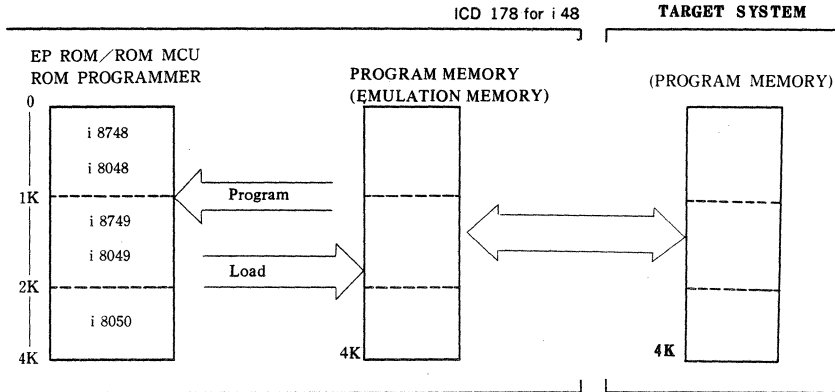 ICD 178 for i 48
TARGET SYSTEM
EP ROM/ROM MCU
ROM PROGRAMMER
PROGRAM MEMORY
(EMULATION MEMORY)
(PROGRAM MEMORY)
0
i 8748
i 8048
1K
Program
i 8749
i 8049
Load
2K
i 8050
4K
4K
4K